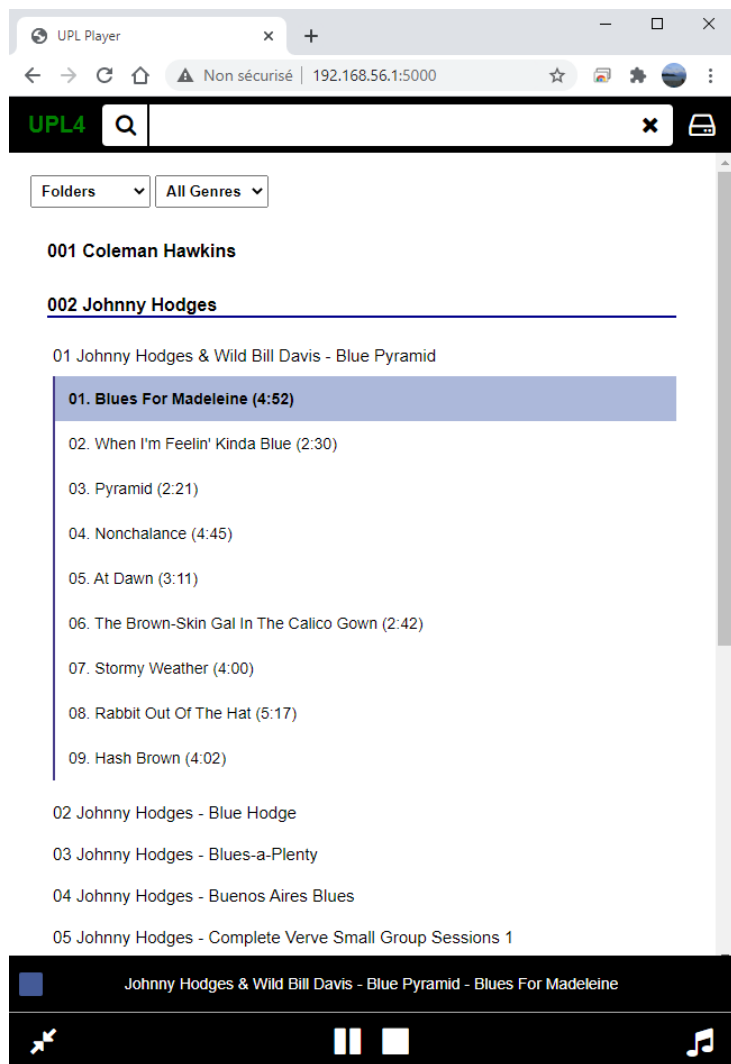 UPL Player
Non sécurisé | 192.168.56.1:5000
UPL4
Folders All Genres
001 Coleman Hawkins
002 Johnny Hodges
01 Johnny Hodges & Wild Bill Davis - Blue Pyramid
01. Blues For Madeleine (4:52)
02. When I'm Feelin' Kinda Blue (2:30)
03. Pyramid (2:21)
04. Nonchalance (4:45)
05. At Dawn (3:11)
06. The Brown-Skin Gal In The Calico Gown (2:42)
07. Stormy Weather (4:00)
08. Rabbit Out Of The Hat (5:17)
09. Hash Brown (4:02)
02 Johnny Hodges - Blue Hodge
03 Johnny Hodges - Blues-a-Plenty
04 Johnny Hodges - Buenos Aires Blues
05 Johnny Hodges - Complete Verve Small Group Sessions 1
Johnny Hodges & Wild Bill Davis - Blue Pyramid - Blues For Madeleine